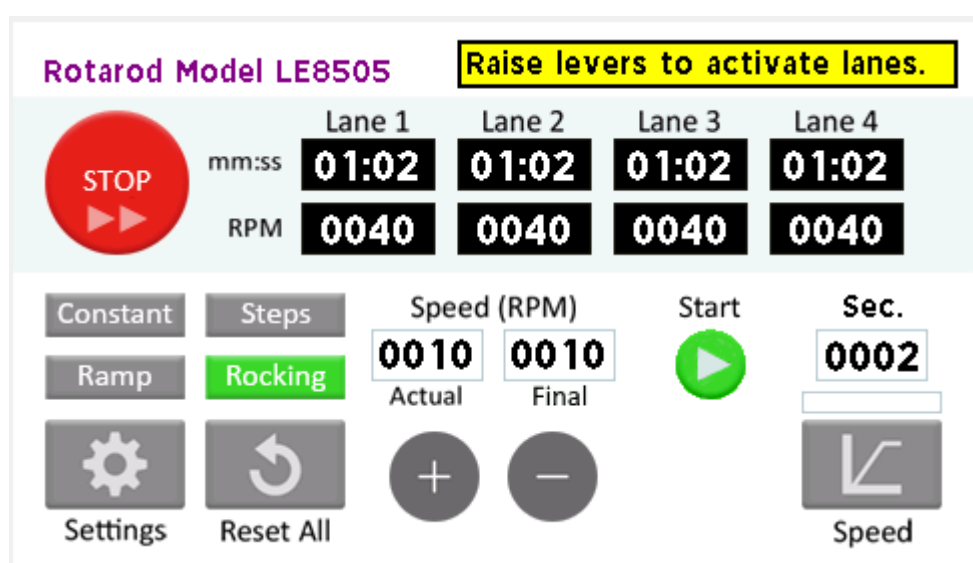 Rotarod Model LE8505
Raise levers to activate lanes.
Lane 1 Lane 2 Lane 3 Lane 4
STOP
mm:ss 01:02 01:02 01:02 01:02
RPM 0040 0040 0040 0040
Constant Steps Speed (RPM) Start Sec.
0010 0010 0002
Ramp Rocking
Actual Final
+ −
Settings Reset All Speed